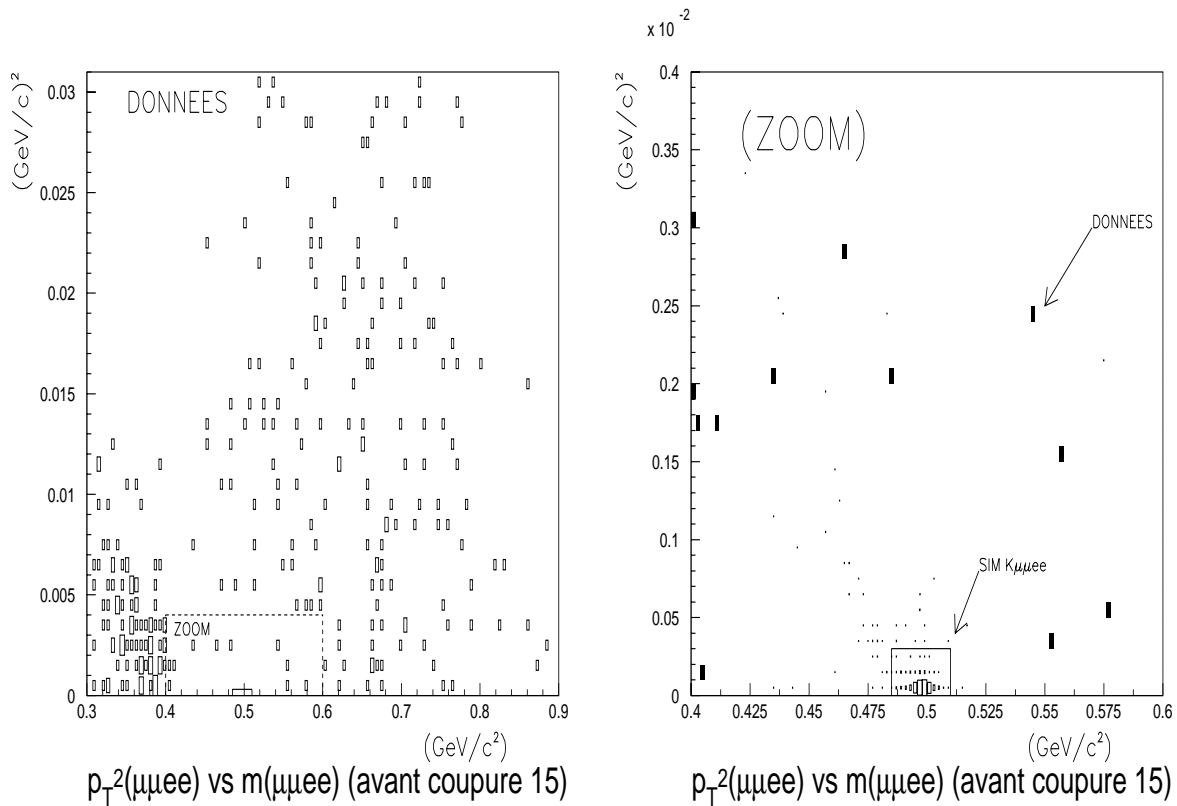 x 10 -2
DONNEES
(GeV/c)²
0.03
0.025
0.02
0.015
0.01
0.005
0
ZOOM
0.3 0.4 0.5 0.6 0.7 0.8 0.9
(GeV/c²)
pT²(μμee) vs m(μμee) (avant coupure 15)
(ZOOM)
(GeV/c)²
0.4
0.35
0.3
0.25
0.2
0.15
0.1
0.05
0
DONNEES
SIM Kμμee
0.4 0.425 0.45 0.475 0.5 0.525 0.55 0.575 0.6
(GeV/c²)
pT²(μμee) vs m(μμee) (avant coupure 15)